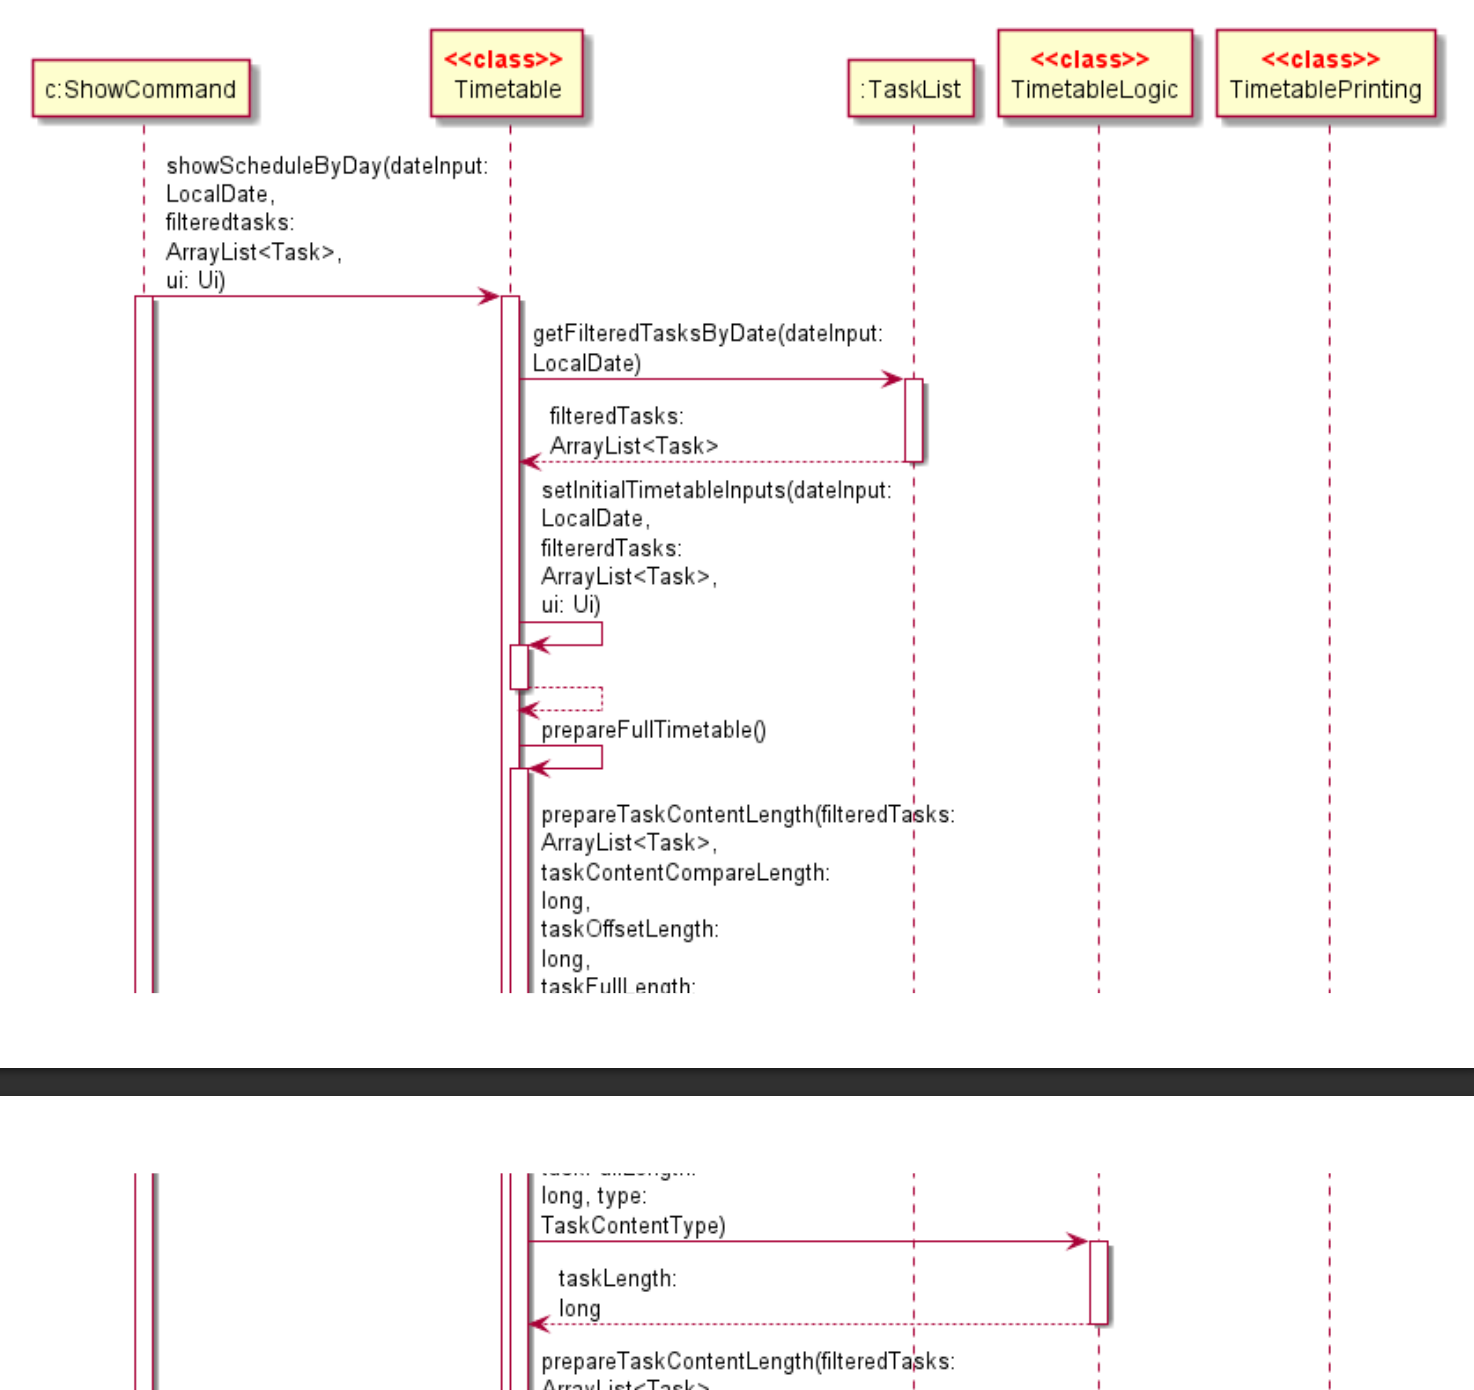 <<class>>
<<class>>
<<class>>
c:ShowCommand
Timetable
:TaskList
TimetableLogic
TimetablePrinting
showScheduleByDay(dateInput:
LocalDate,
filteredtasks:
ArrayList<Task>,
ui: Ui)
getFilteredTasksByDate(dateInput:
LocalDate)
filteredTasks:
ArrayList<Task>
setInitialTimetableInputs(dateInput:
LocalDate,
filtererdTasks:
ArrayList<Task>,
ui: Ui)
prepareFullTimetable()
prepareTaskContentLength(filteredTasks:
ArrayList<Task>,
taskContentCompareLength:
long,
taskOffsetLength:
long,
taskFullLength:
long, type:
TaskContentType)
taskLength:
long
prepareTaskContentLength(filteredTasks:
ArrayList<Task>